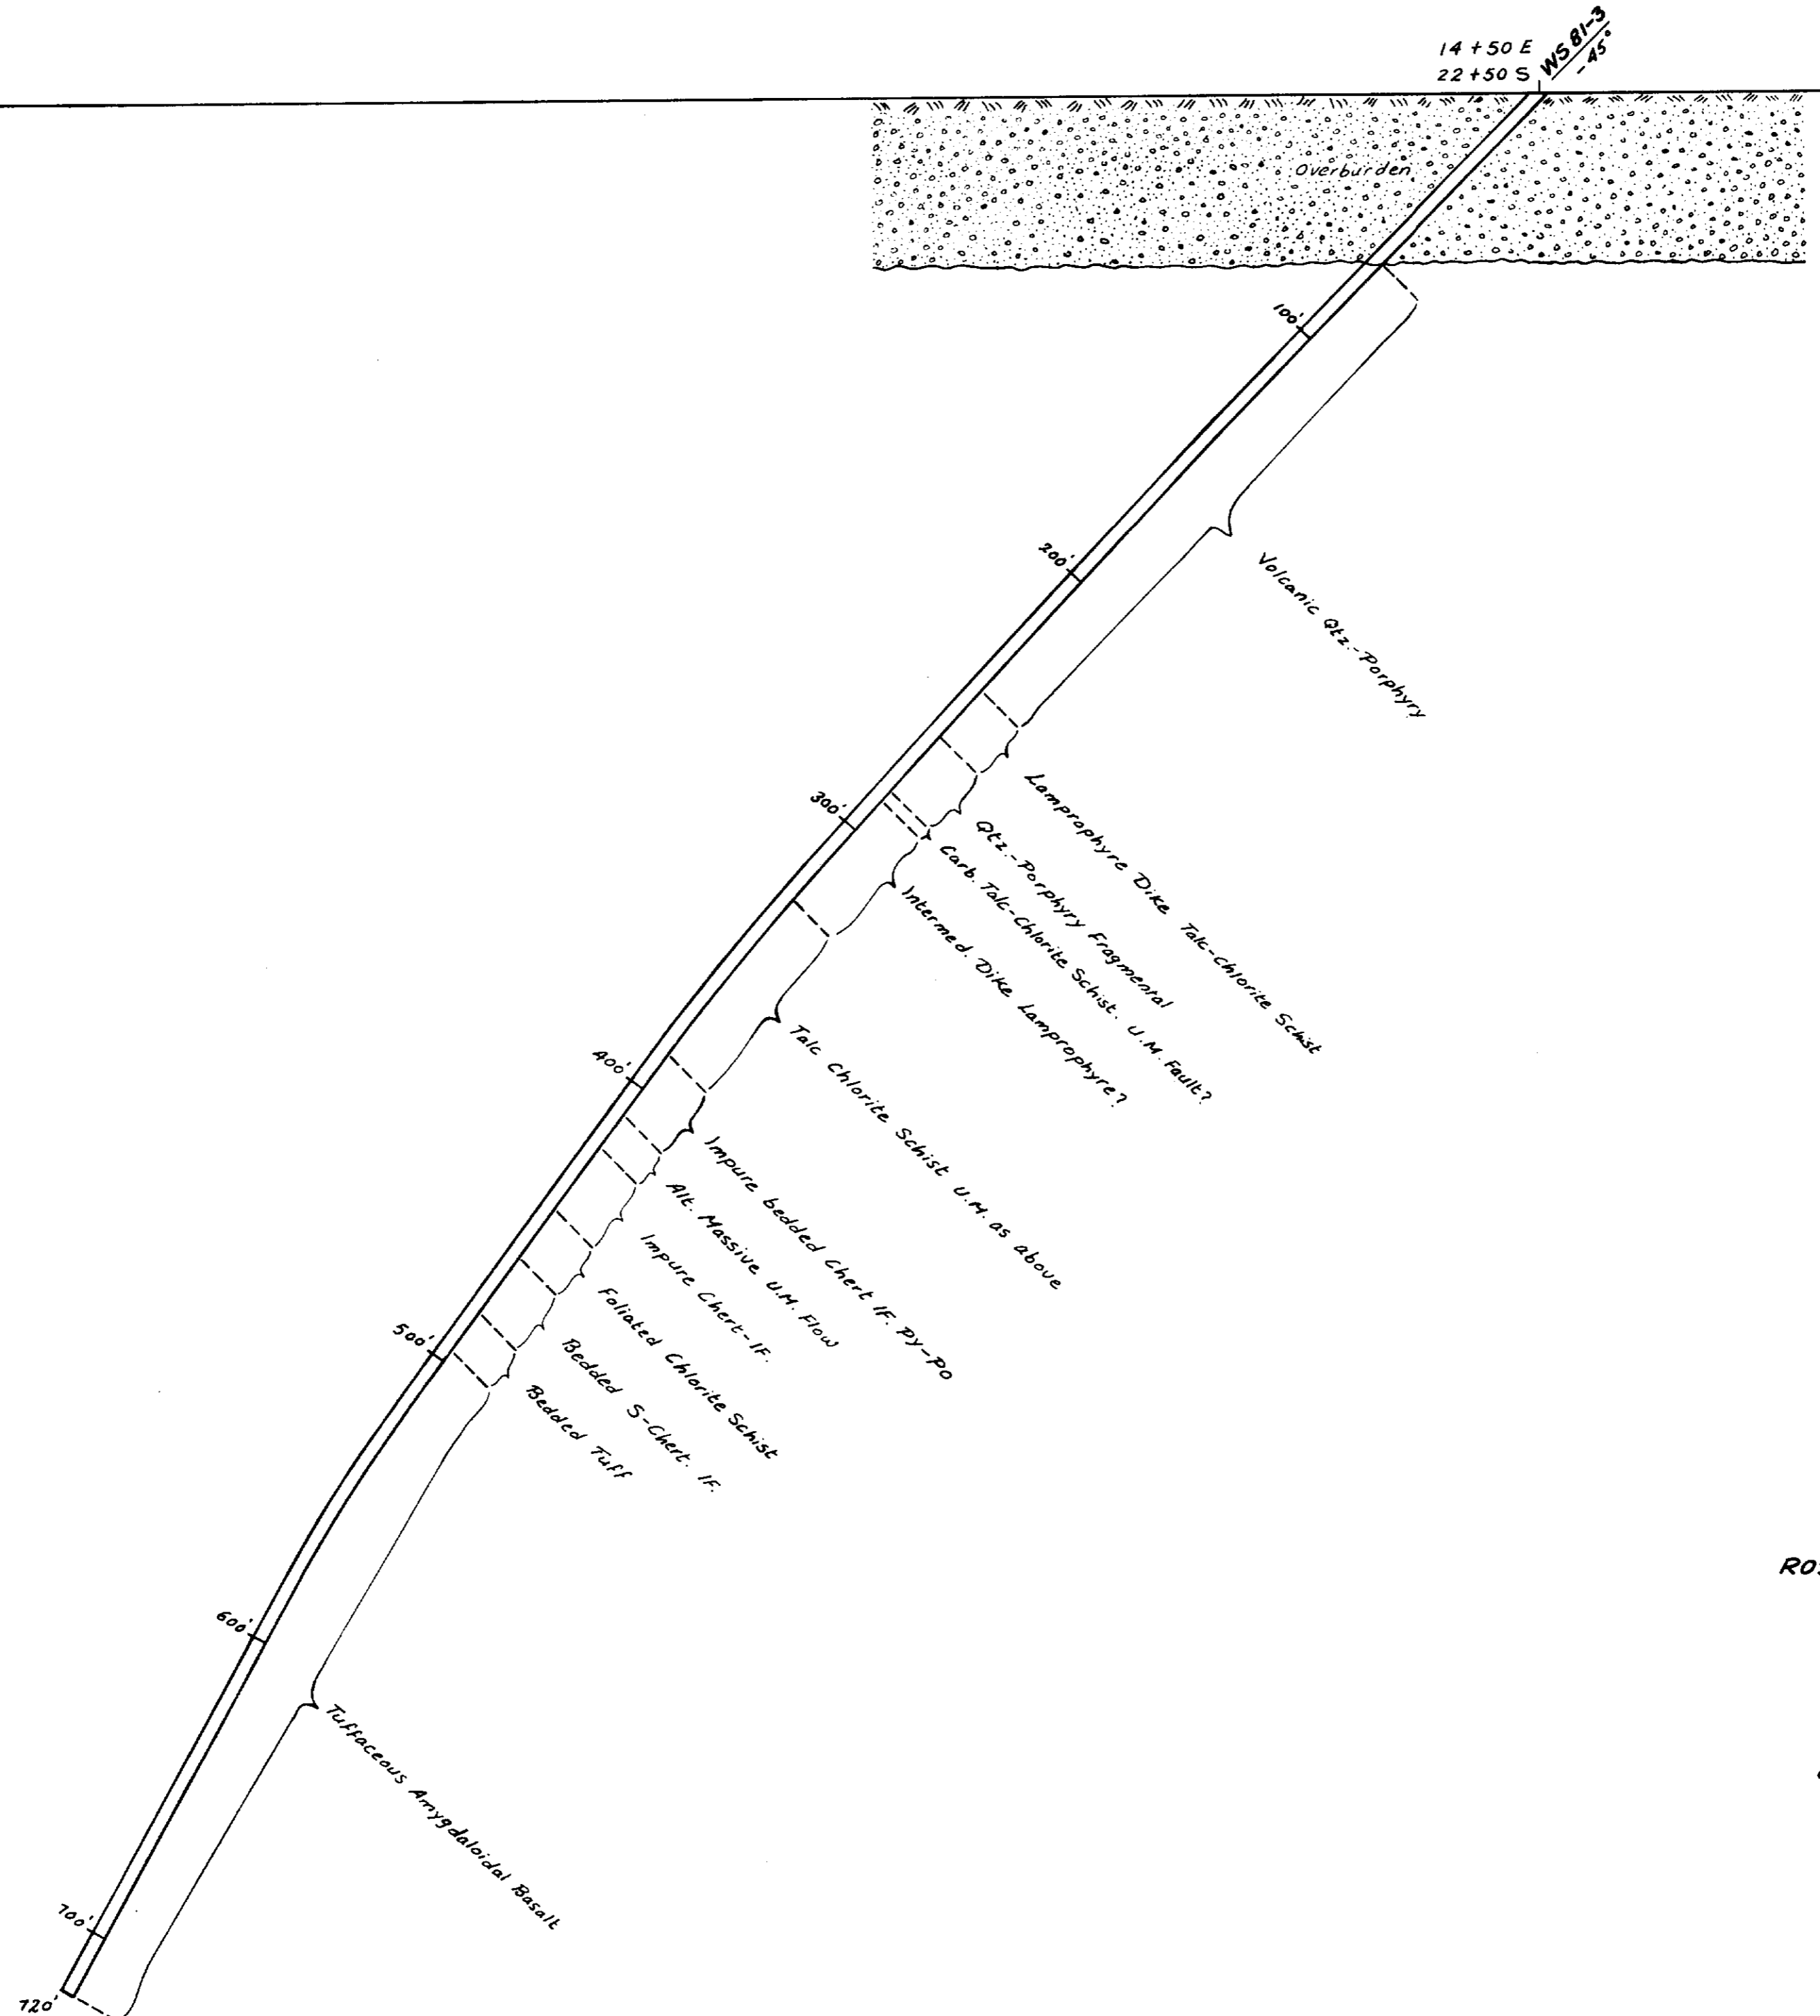 14 + 50 E
22 + 50 S
WS 81-3
-45°
Overburden
100'
200'
Volcanic Qtz.-Porphyry
300'
Lamprophyre Dike Talc-chlorite Schist
Qtz.-Porphyry Fragmental
Carb. Talc-Chlorite Schist. U.M. Fault?
Intermed. Dike Lamprophyre?
Talc Chlorite Schist U.M. as above
400'
Impure bedded Chert IF. PY-PO
Alt. Massive U.M. Flow
Impure Chert-IF.
Foliated Chlorite Schist
500'
Bedded S-Chert. IF.
Bedded Tuff
600'
Tuffaceous Amygdaloidal Basalt
700'
720'